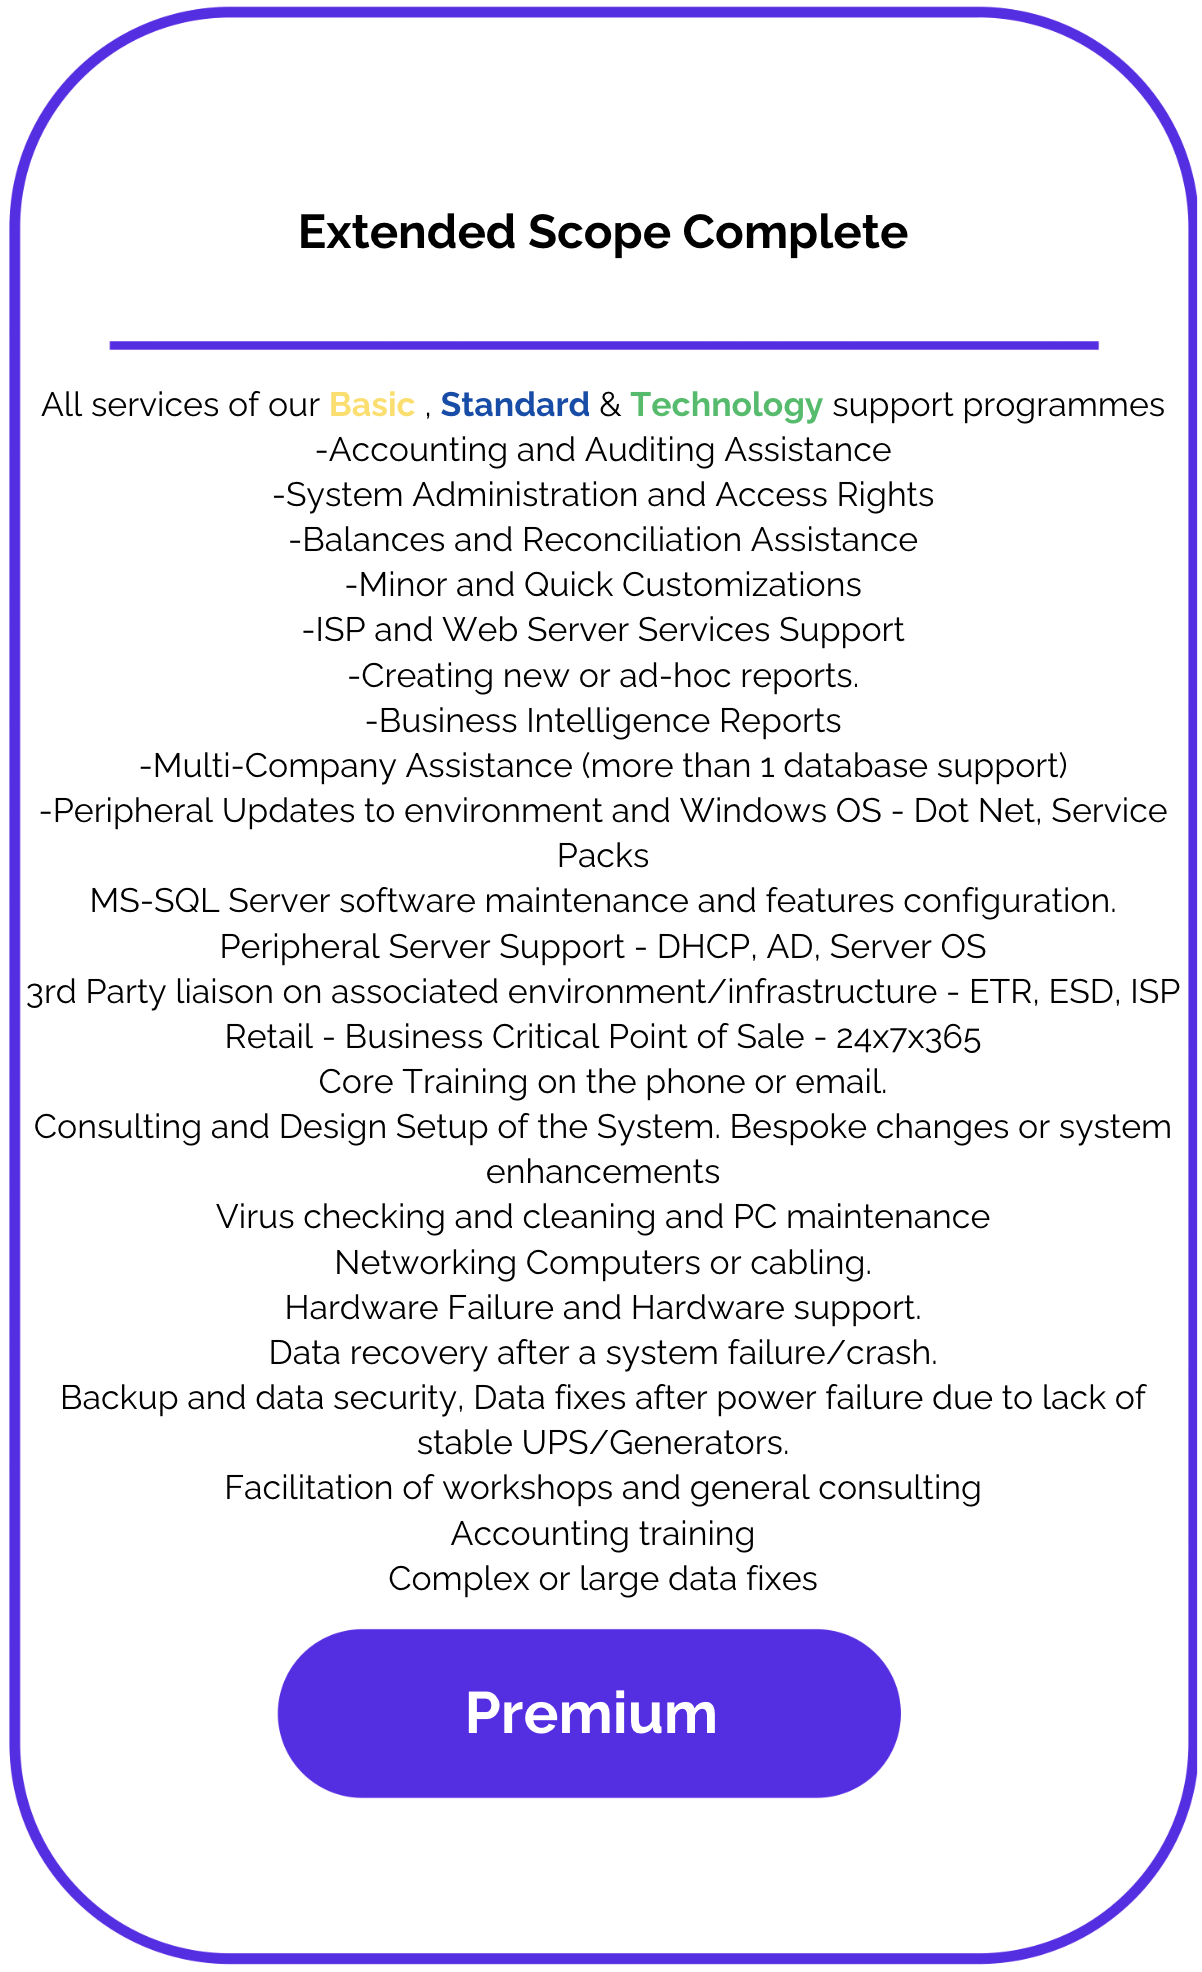 Extended Scope Complete
All services of our Basic , Standard & Technology support programmes
-Accounting and Auditing Assistance
-System Administration and Access Rights
-Balances and Reconciliation Assistance
-Minor and Quick Customizations
-ISP and Web Server Services Support
-Creating new or ad-hoc reports.
-Business Intelligence Reports
-Multi-Company Assistance (more than 1 database support)
-Peripheral Updates to environment and Windows OS - Dot Net, Service
Packs
MS-SQL Server software maintenance and features configuration.
Peripheral Server Support - DHCP, AD, Server OS
3rd Party liaison on associated environment/infrastructure - ETR, ESD, ISP
Retail - Business Critical Point of Sale - 24x7x365
Core Training on the phone or email.
Consulting and Design Setup of the System. Bespoke changes or system
enhancements
Virus checking and cleaning and PC maintenance
Networking Computers or cabling.
Hardware Failure and Hardware support.
Data recovery after a system failure/crash.
Backup and data security, Data fixes after power failure due to lack of
stable UPS/Generators.
Facilitation of workshops and general consulting
Accounting training
Complex or large data fixes
Premium